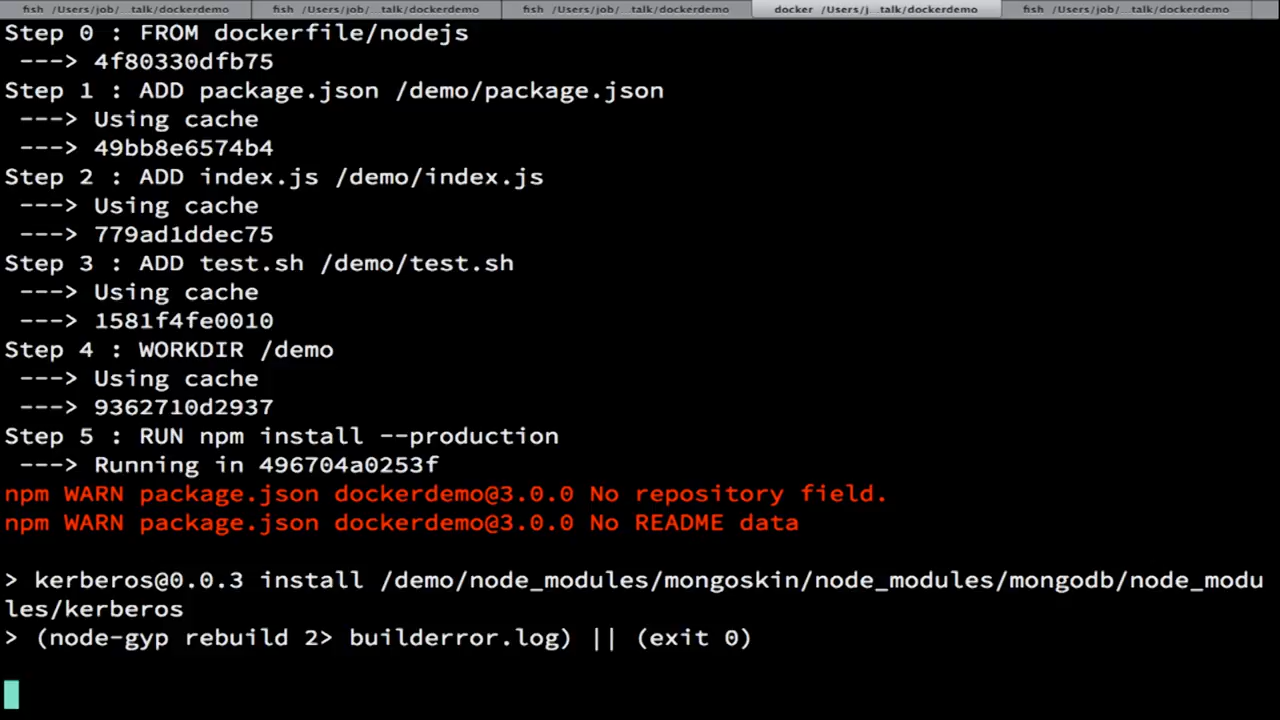 fish /Users/job/...talk/dockerdemo fish /Users/job/...talk/dockerdemo fish /Users/job/...talk/dockerdemo docker /Users/j...talk/dockerdemo fish /Users/job/...talk/dockerdemo
Step 0 : FROM dockerfile/nodejs
---> 4f80330dfb75
Step 1 : ADD package.json /demo/package.json
---> Using cache
---> 49bb8e6574b4
Step 2 : ADD index.js /demo/index.js
---> Using cache
---> 779ad1ddec75
Step 3 : ADD test.sh /demo/test.sh
---> Using cache
---> 1581f4fe0010
Step 4 : WORKDIR /demo
---> Using cache
---> 9362710d2937
Step 5 : RUN npm install --production
---> Running in 496704a0253f
npm WARN package.json dockerdemo@3.0.0 No repository field.
npm WARN package.json dockerdemo@3.0.0 No README data
> kerberos@0.0.3 install /demo/node_modules/mongoskin/node_modules/mongodb/node_modu
les/kerberos
> (node-gyp rebuild 2> builderror.log) || (exit 0)